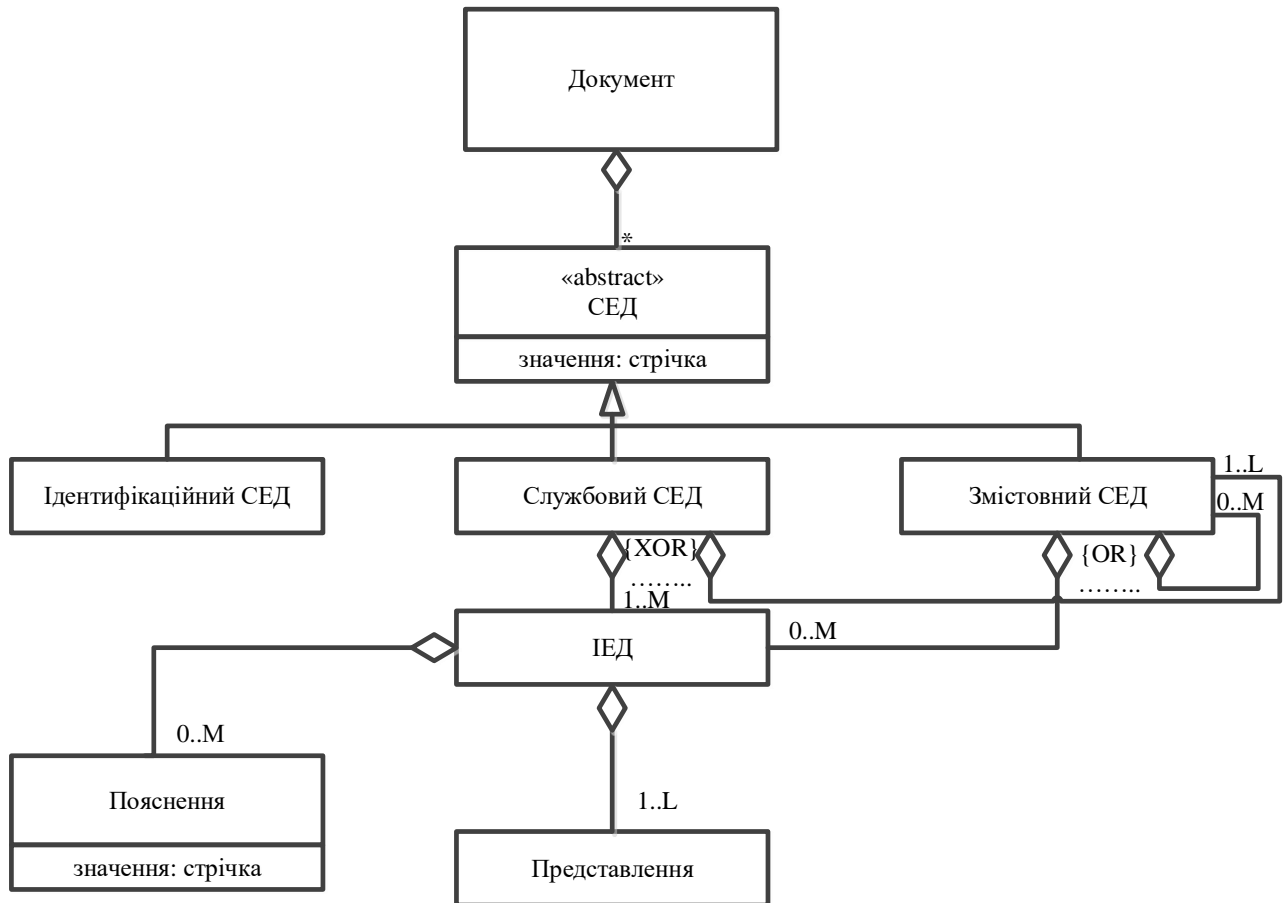 Документ
*
«abstract»
СЕД
значення: стрічка
Ідентифікаційний СЕД
Службовий СЕД
Змістовний СЕД
1..L
0..M
{XOR}
……..
{OR}
……..
1..M
0..M
ІЕД
0..M
Пояснення
значення: стрічка
1..L
Представлення